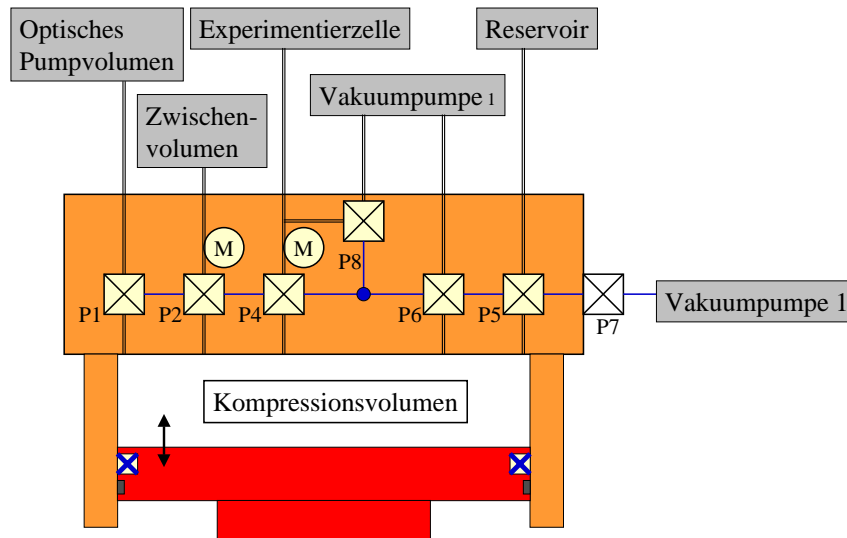 Optisches
Pumpvolumen
Experimentierzelle
Reservoir
Vakuumpumpe 1
Zwischen-
volumen
M
M
P8
P1
P2
P4
P6
P5
P7
Vakuumpumpe 1
Kompressionsvolumen